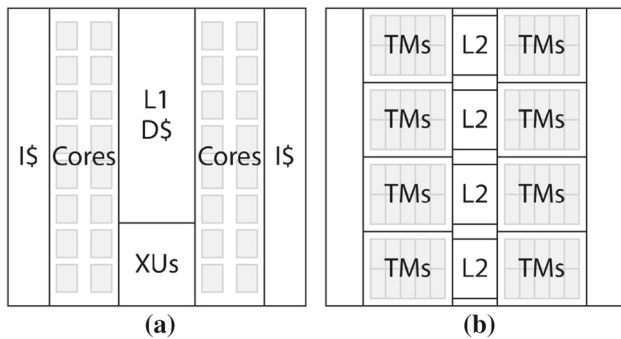 I$ Cores L1 D$ Cores I$
XUs
(a)
TMs L2 TMs
TMs L2 TMs
TMs L2 TMs
TMs L2 TMs
(b)